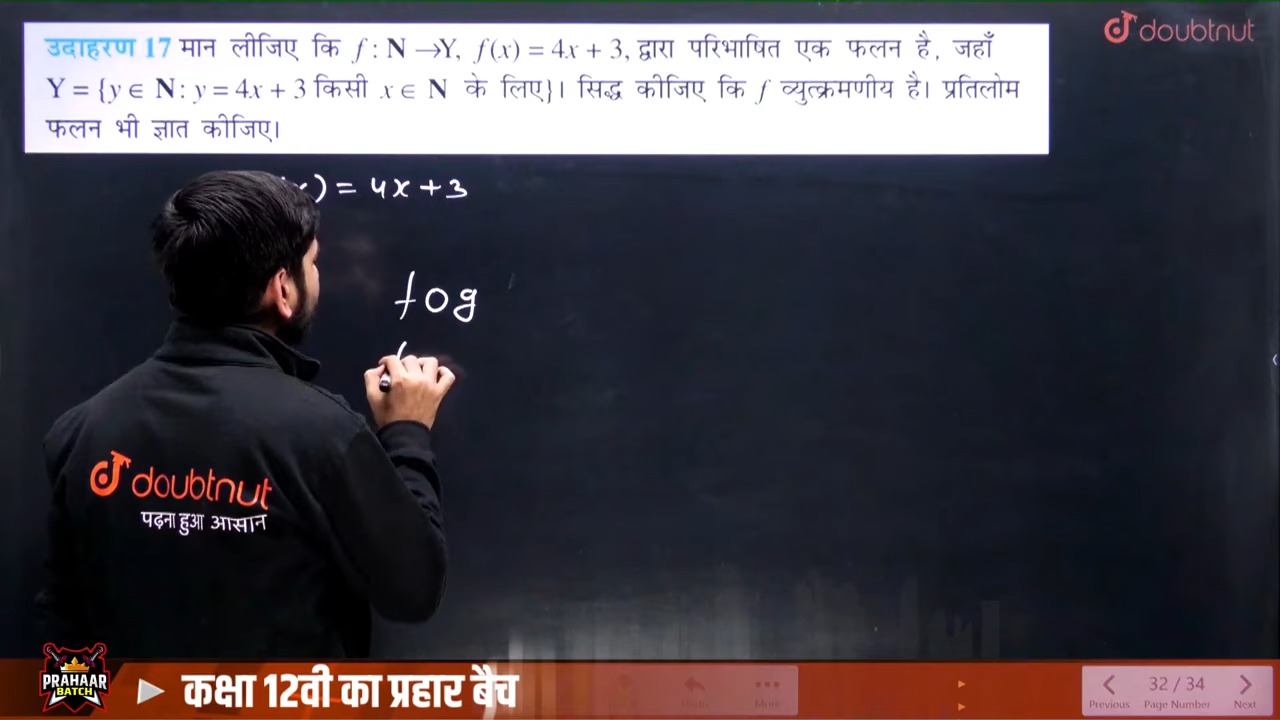 उदाहरण 17 मान लीजिए कि f : N →Y, f(x) = 4x + 3, द्वारा परिभाषित एक फलन है, जहाँ
Y = {y ∈ N : y = 4x + 3 किसी x ∈ N के लिए}। सिद्ध कीजिए कि f व्युत्क्रमणीय है। प्रतिलोम
फलन भी ज्ञात कीजिए।
doubtnut
) = 4x + 3
fog
doubtnut
पढ़ना हुआ आसान
PRAHAAR
BATCH
कक्षा 12वी का प्रहार बैच
More
32 / 34
Previous Page Number Next